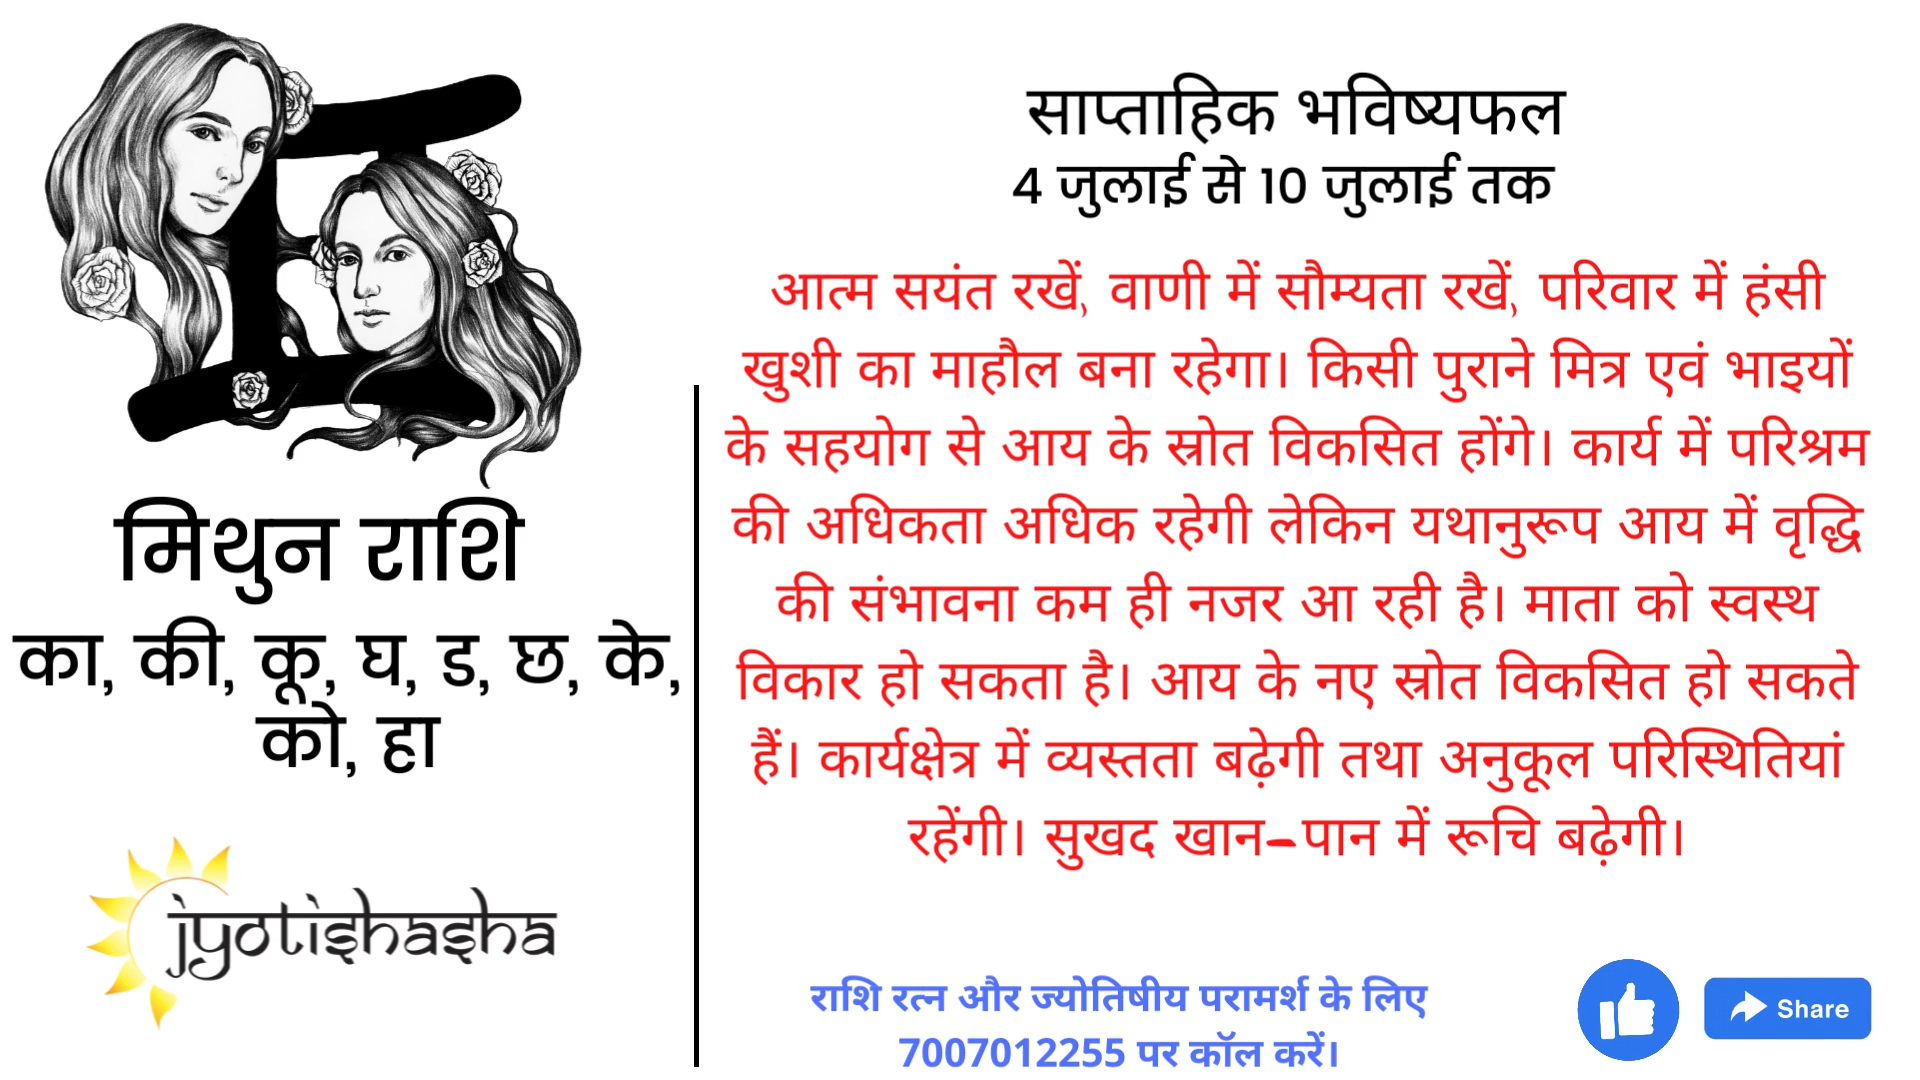 मिथुन राशि
का, की, कू, घ, ड, छ, के,
को, हा
jyotishasha
साप्ताहिक भविष्यफल
4 जुलाई से 10 जुलाई तक
आत्म सयंत रखें, वाणी में सौम्यता रखें, परिवार में हंसी
खुशी का माहौल बना रहेगा। किसी पुराने मित्र एवं भाइयों
के सहयोग से आय के स्रोत विकसित होंगे। कार्य में परिश्रम
की अधिकता अधिक रहेगी लेकिन यथानुरूप आय में वृद्धि
की संभावना कम ही नजर आ रही है। माता को स्वस्थ
विकार हो सकता है। आय के नए स्रोत विकसित हो सकते
हैं। कार्यक्षेत्र में व्यस्तता बढ़ेगी तथा अनुकूल परिस्थितियां
रहेंगी। सुखद खान-पान में रूचि बढ़ेगी।
राशि रत्न और ज्योतिषीय परामर्श के लिए
7007012255 पर कॉल करें।
Share